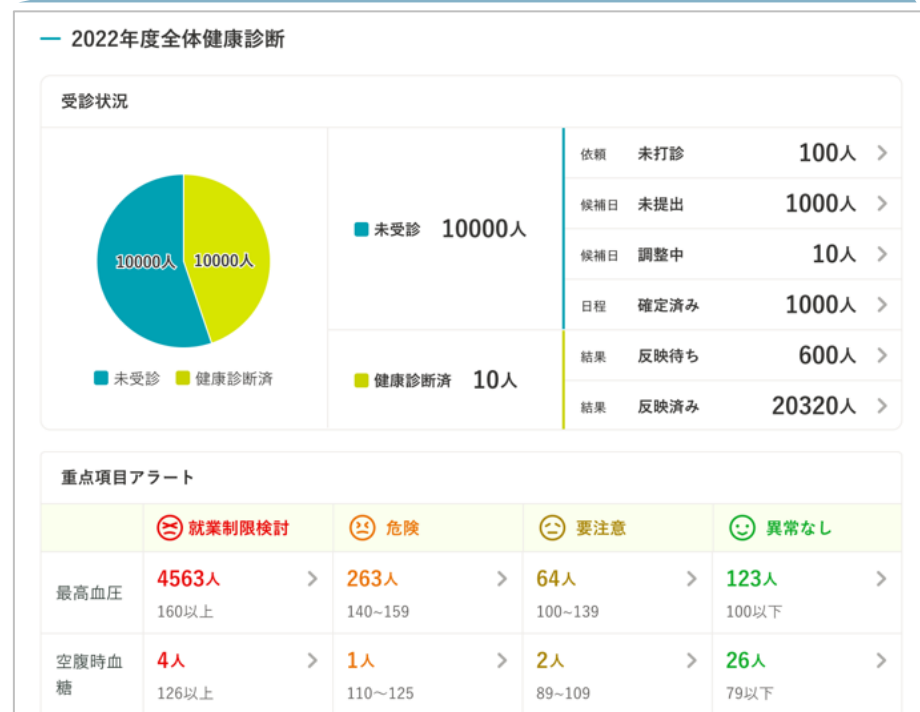 2022年度全体健康診断
受診状況
10000人 10000人
未受診 健康診断済
未受診 10000人
健康診断済 10人
依頼 未打診 100人
候補日 未提出 1000人
候補日 調整中 10人
日程 確定済み 1000人
結果 反映待ち 600人
結果 反映済み 20320人
重点項目アラート
就業制限検討 危険 要注意 異常なし
最高血圧
4563人 263人 64人 123人
160以上 140~159 100~139 100以下
空腹時血
糖
4人 1人 2人 26人
126以上 110〜125 89~109 79以下